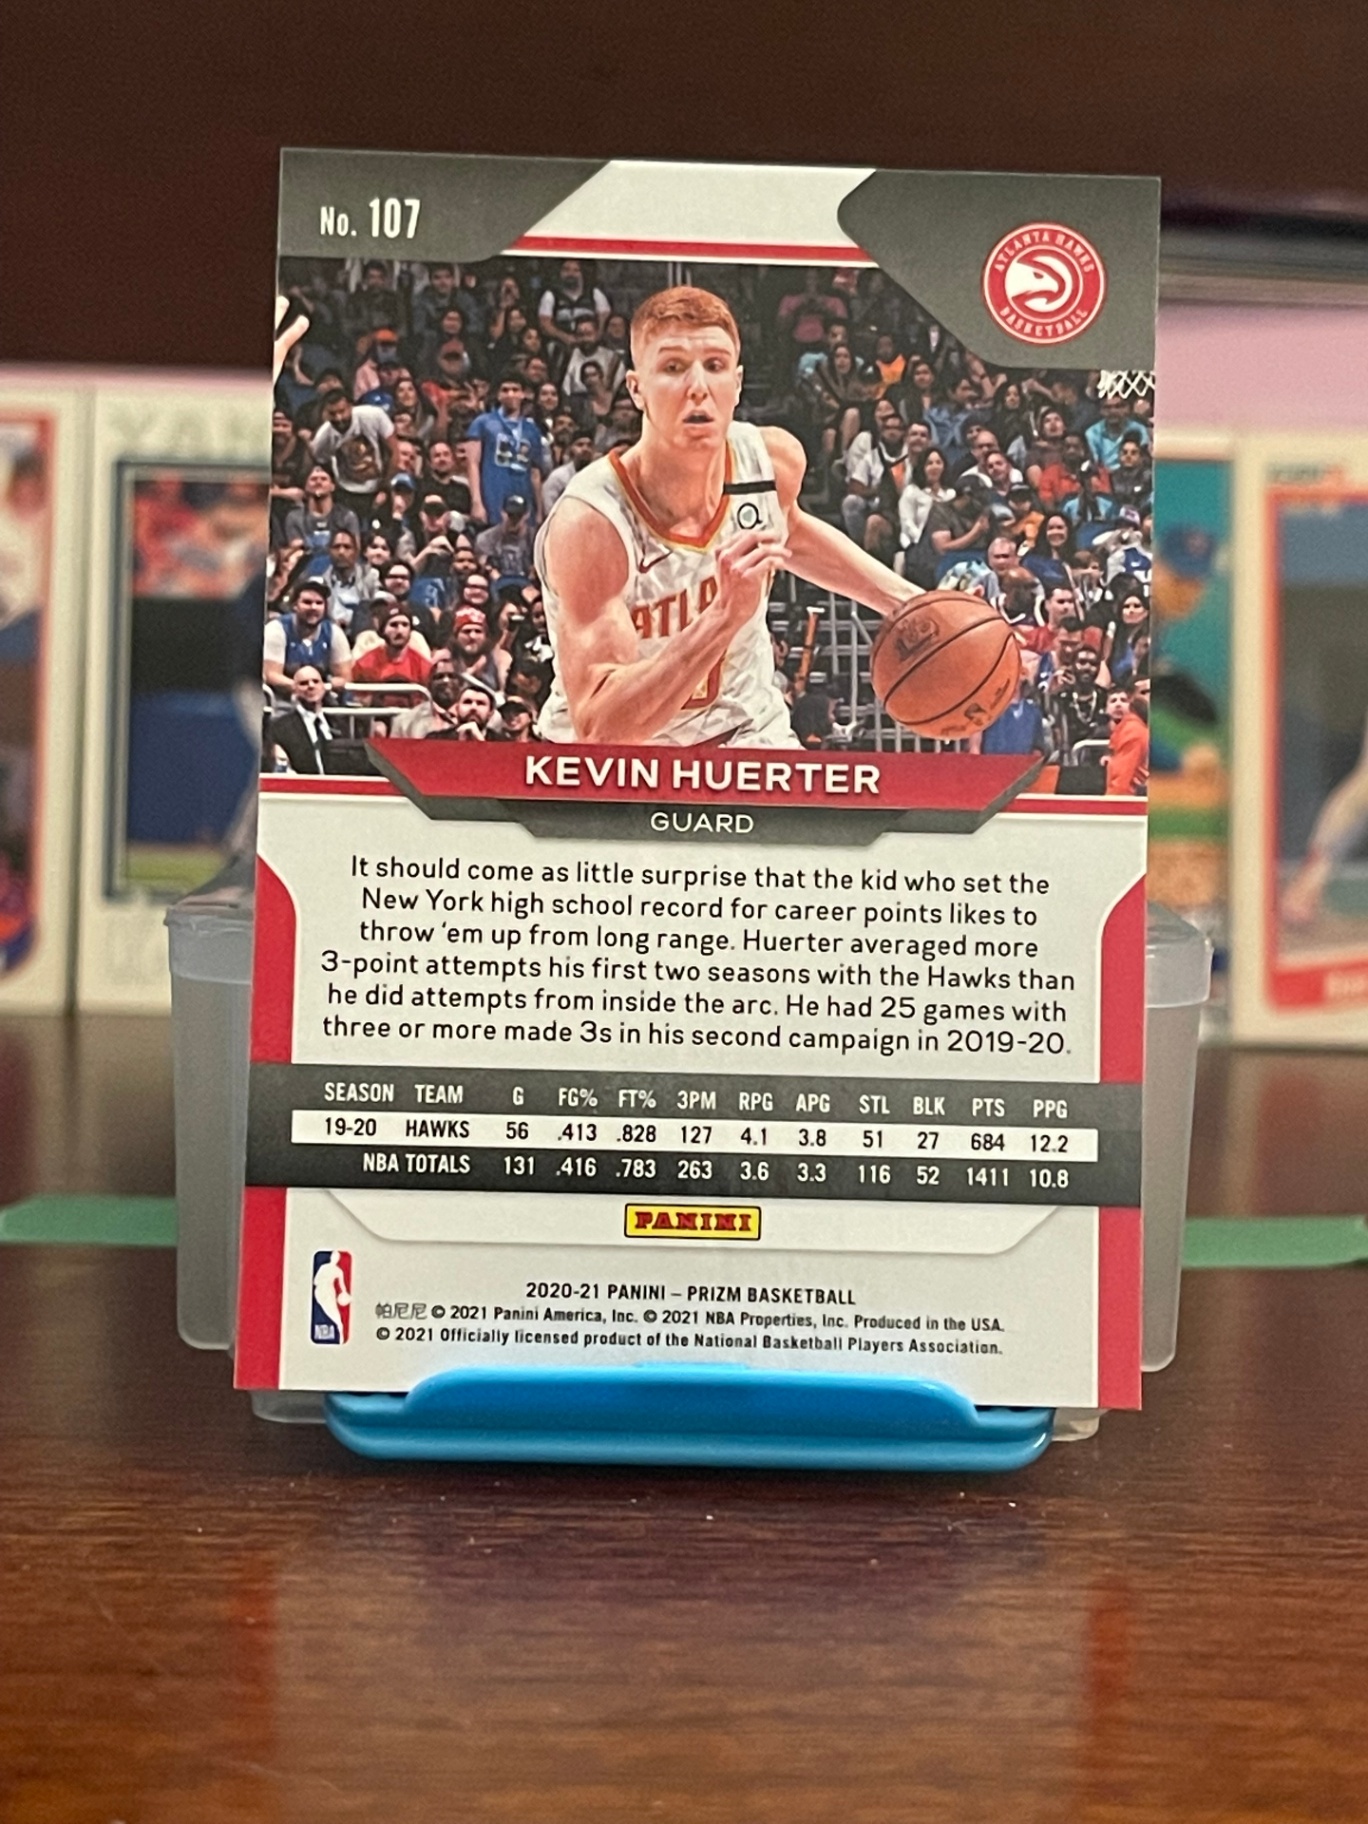 No. 107
ATLANTA HAWKS
BASKETBALL
ATLA
KEVIN HUERTER
GUARD
It should come as little surprise that the kid who set the
New York high school record for career points likes to
throw 'em up from long range. Huerter averaged more
3-point attempts his first two seasons with the Hawks than
he did attempts from inside the arc. He had 25 games with
three or more made 3s in his second campaign in 2019-20.
SEASON TEAM G FG% FT% 3PM RPG APG STL BLK PTS PPG
19-20 HAWKS 56 .413 .828 127 4.1 3.8 51 27 684 12.2
NBA TOTALS 131 .416 .783 263 3.6 3.3 116 52 1411 10.8
PANINI
NBA
2020-21 PANINI – PRIZM BASKETBALL
帕尼尼 © 2021 Panini America, Inc. © 2021 NBA Properties, Inc. Produced in the USA.
© 2021 Officially licensed product of the National Basketball Players Association.